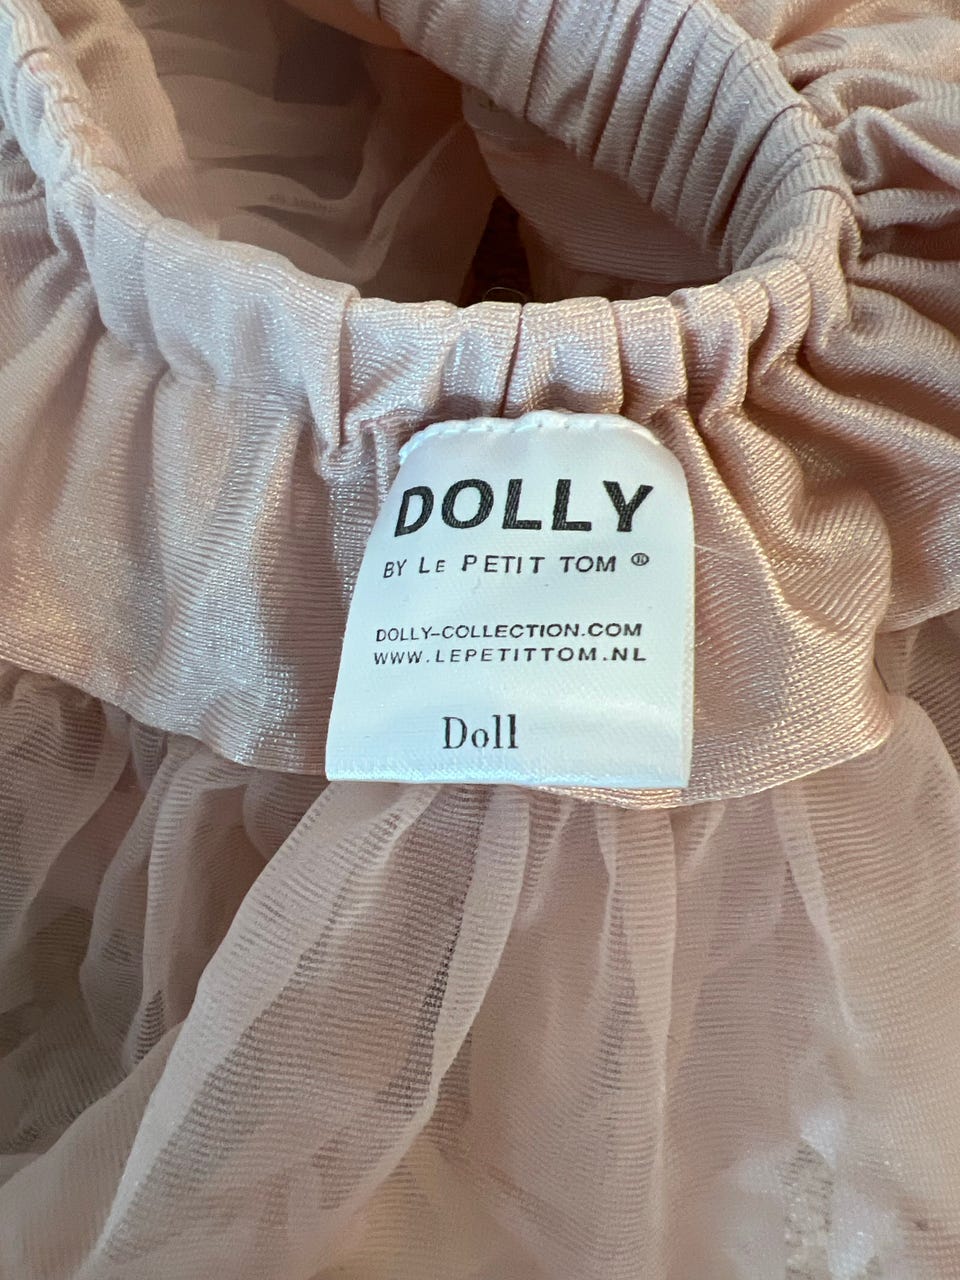 DOLLY
BY LE PETIT TOM ®
DOLLY-COLLECTION.COM
WWW.LEPETITTOM.NL
Doll